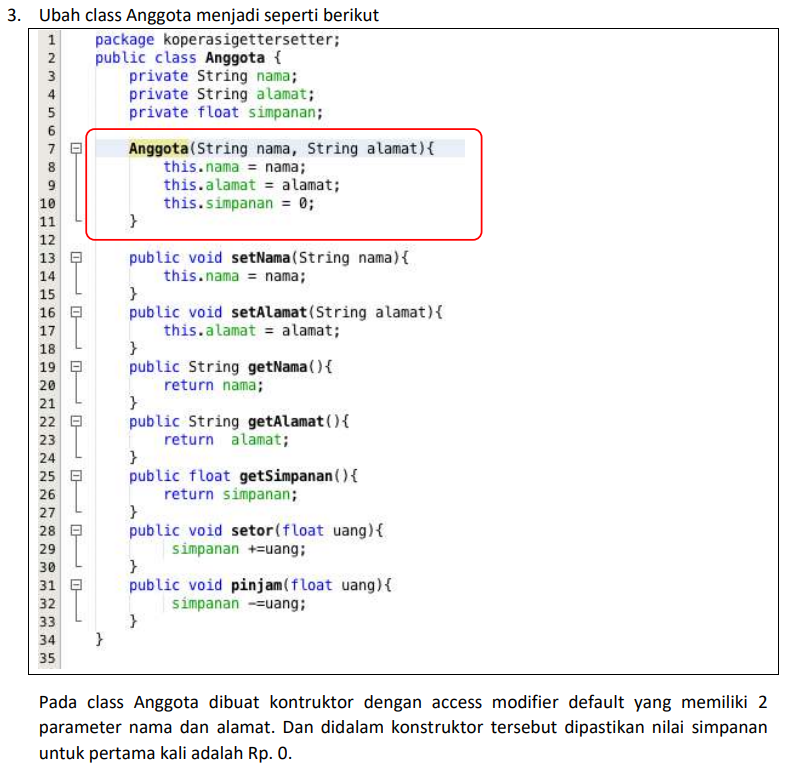 3. Ubah class Anggota menjadi seperti berikut
1 package koperasigettersetter;
2 public class Anggota {
3 private String nama;
4 private String alamat;
5 private float simpanan;
6
7 Anggota(String nama, String alamat){
8 this.nama = nama;
9 this.alamat = alamat;
10 this.simpanan = 0;
11 }
12
13 public void setNama(String nama){
14 this.nama = nama;
15 }
16 public void setAlamat(String alamat){
17 this.alamat = alamat;
18 }
19 public String getNama(){
20 return nama;
21 }
22 public String getAlamat(){
23 return  alamat;
24 }
25 public float getSimpanan(){
26 return simpanan;
27 }
28 public void setor(float uang){
29 simpanan +=uang;
30 }
31 public void pinjam(float uang){
32 simpanan -=uang;
33 }
34 }
35
Pada class Anggota dibuat kontruktor dengan access modifier default yang memiliki 2
parameter nama dan alamat. Dan didalam konstruktor tersebut dipastikan nilai simpanan
untuk pertama kali adalah Rp. 0.